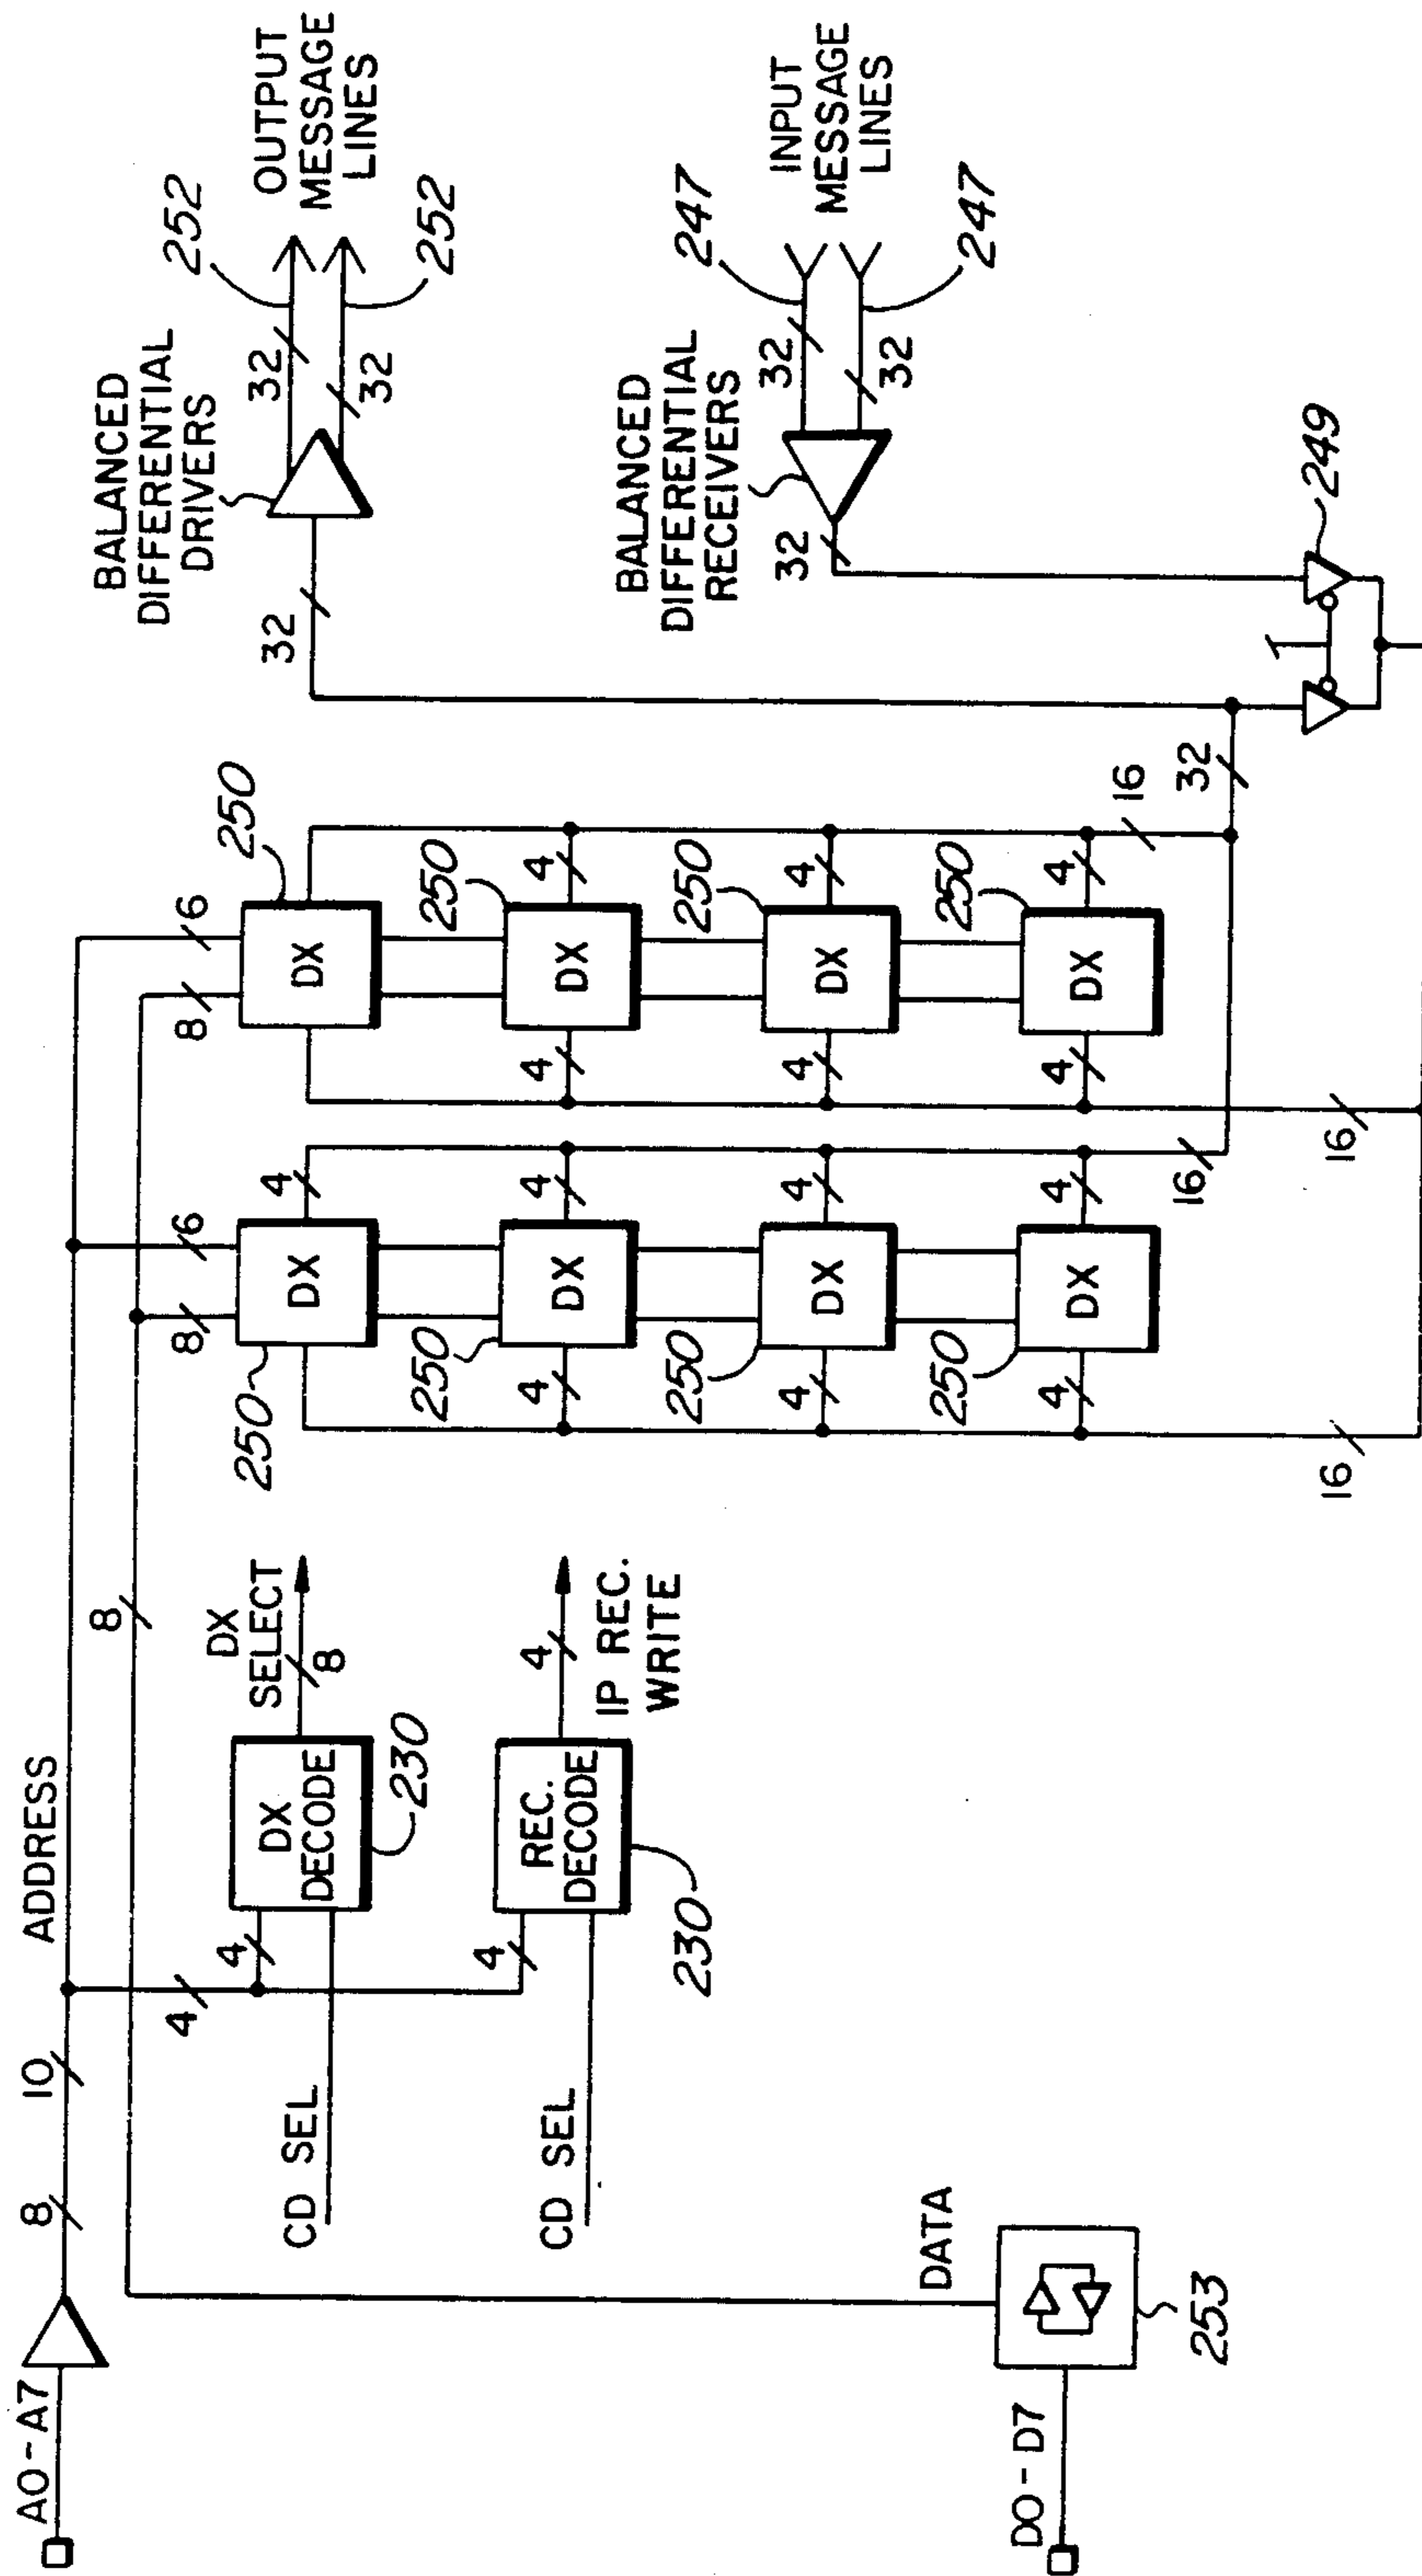 A0-A7
8
10
ADDRESS
8
4
4
4
CD SEL
CD SEL
DX
DECODE
230
REC.
DECODE
230
DX
SELECT
8
4
IP REC.
WRITE
DATA
D0-D7
253
8
6
8
6
DX
250
4
DX
250
4
4
DX
250
4
4
DX
250
4
4
16
16
DX
250
DX
250
4
4
DX
250
4
4
DX
250
4
4
16
16
32
BALANCED
DIFFERENTIAL
DRIVERS
32
32
32
252
252
OUTPUT
MESSAGE
LINES
BALANCED
DIFFERENTIAL
RECEIVERS
32
32
32
247
247
INPUT
MESSAGE
LINES
249